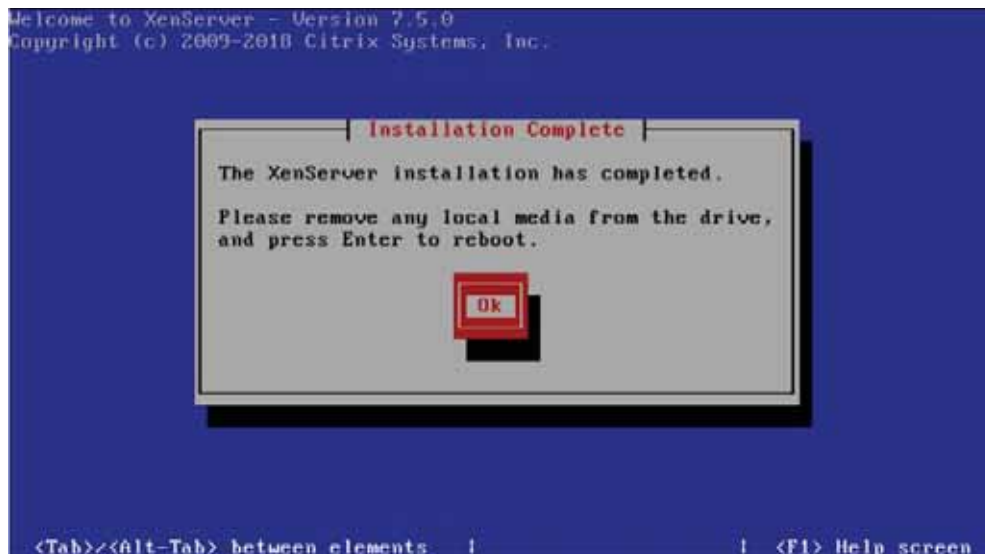 Welcome to XenServer - Version 7.5.0
Copyright (c) 2009-2018 Citrix Systems, Inc.
Installation Complete
The XenServer installation has completed.
Please remove any local media from the drive,
and press Enter to reboot.
Ok
<Tab>/<Alt-Tab> between elements | | <F1> Help screen